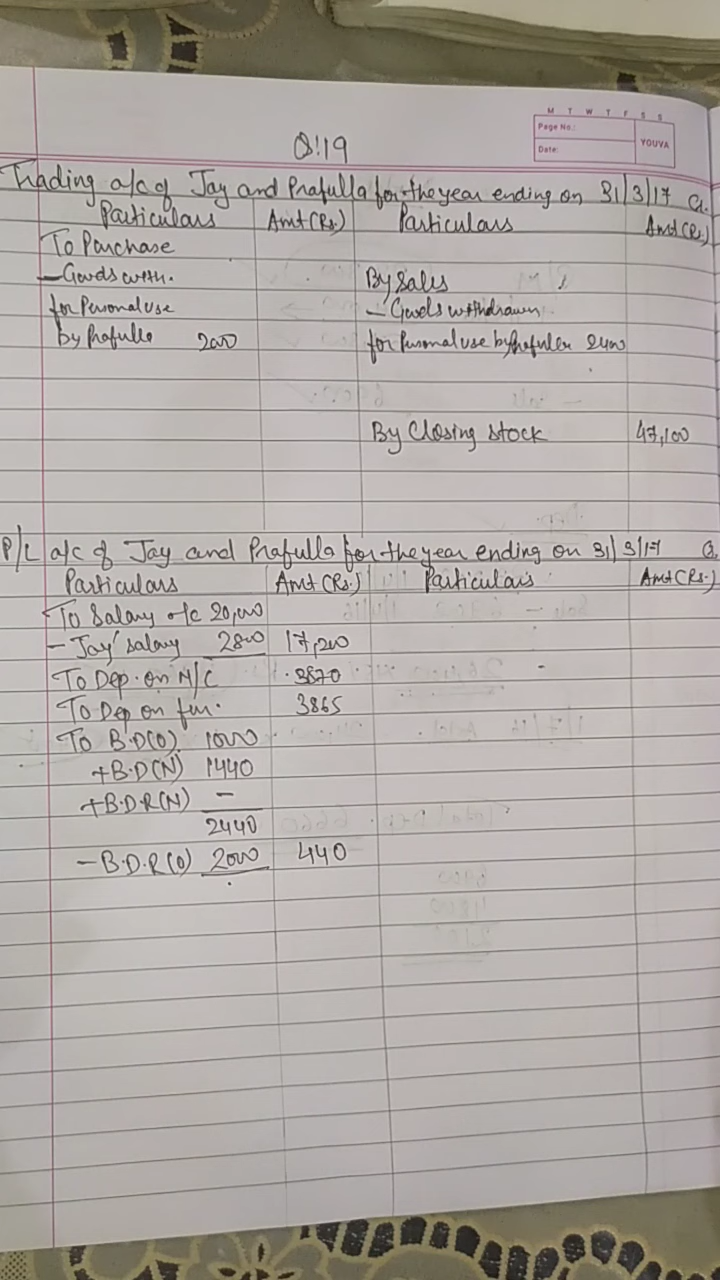 M T W T F S S
Page No.:
Date:
YOUVA
Q:19
Trading a/c of Jay and Prafulla for the year ending on 31/3/17 Cr.
Particulars Amt (Rs.) Particulars Amt (Rs.)
To Purchase
- Goods with. By Sales
for Personal use - Goods withdrawn
by Prafulla 2000 for Personal use by Prafulla 2400
By Closing stock 47,100
P/L a/c of Jay and Prafulla for the year ending on 31/3/17 Cr.
Particulars Amt (Rs.) Particulars Amt (Rs.)
To Salary a/c 20,000
- Jay' salary 2800 17,200
To Dep. on M/C 3870
To Dep on fur. 3865
To B.D(O) 1000
+B.D(N) 1440
+B.D.R(N) -
2440
- B.D.R(O) 2000 440